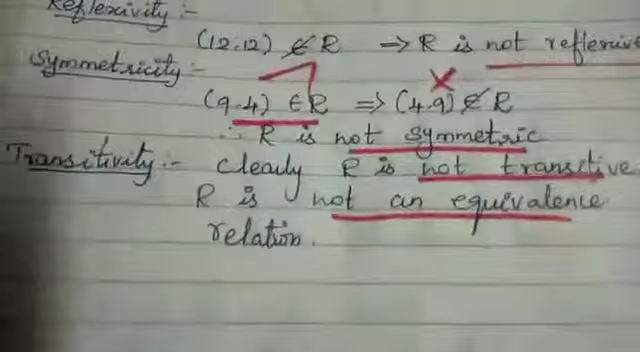 Reflexivity :-
(12,12) ∉ R ⇒ R is not reflexive
Symmetricity :-
(9,4) ∈ R ⇒ (4,9) ∉ R
∴ R is not symmetric
Transitivity :- clearly R is not transitive
R is not an equivalence
relation.